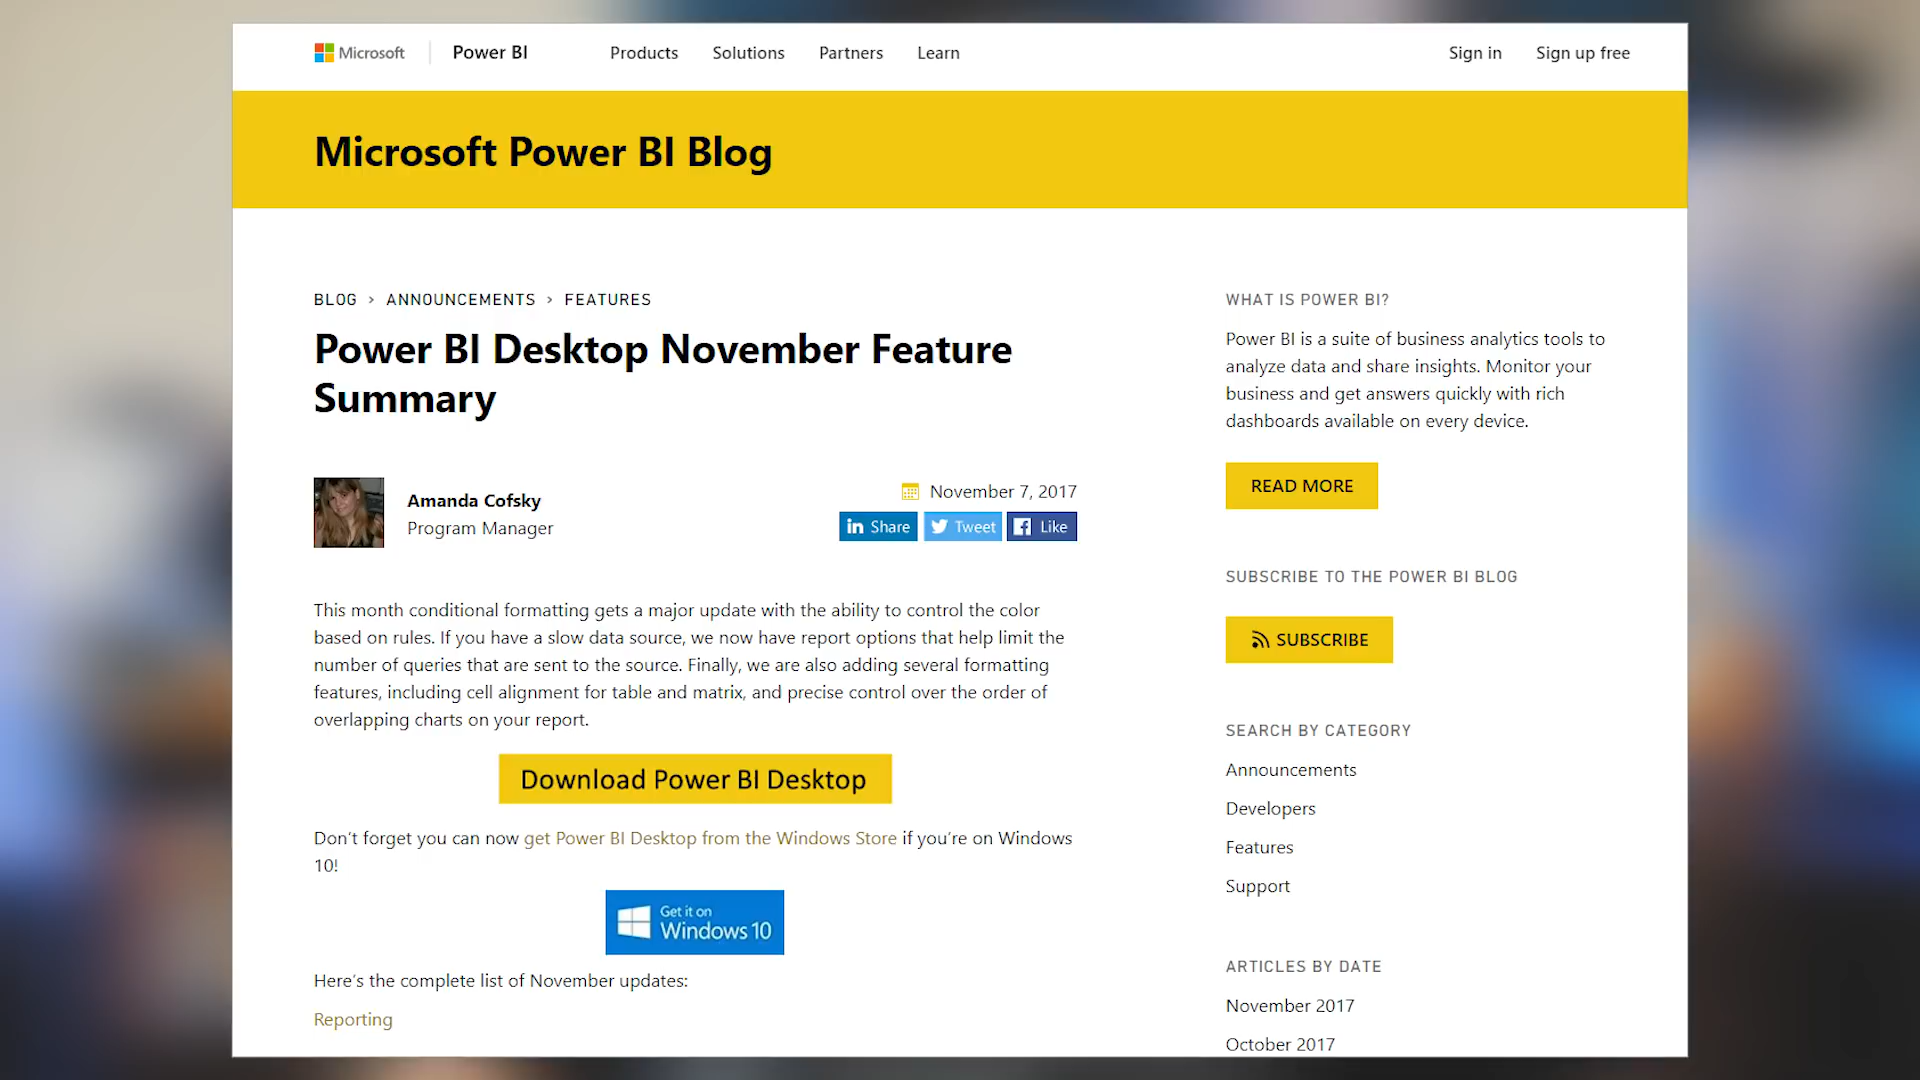 Microsoft Power BI Products Solutions Partners Learn Sign in Sign up free
Microsoft Power BI Blog
BLOG › ANNOUNCEMENTS › FEATURES
Power BI Desktop November Feature
Summary
Amanda Cofsky
Program Manager
November 7, 2017
Share Tweet Like
This month conditional formatting gets a major update with the ability to control the color
based on rules. If you have a slow data source, we now have report options that help limit the
number of queries that are sent to the source. Finally, we are also adding several formatting
features, including cell alignment for table and matrix, and precise control over the order of
overlapping charts on your report.
Download Power BI Desktop
Don't forget you can now get Power BI Desktop from the Windows Store if you're on Windows
10!
Get it on
Windows 10
Here's the complete list of November updates:
Reporting
WHAT IS POWER BI?
Power BI is a suite of business analytics tools to
analyze data and share insights. Monitor your
business and get answers quickly with rich
dashboards available on every device.
READ MORE
SUBSCRIBE TO THE POWER BI BLOG
SUBSCRIBE
SEARCH BY CATEGORY
Announcements
Developers
Features
Support
ARTICLES BY DATE
November 2017
October 2017